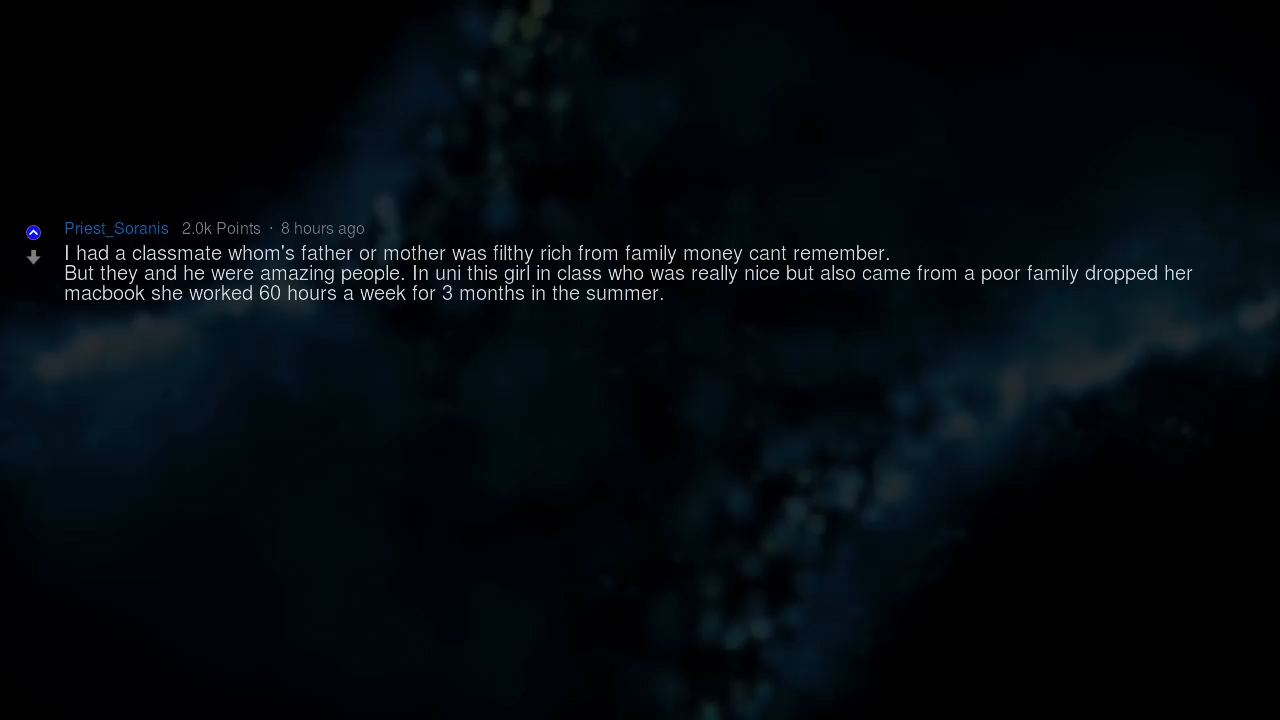 Priest_Soranis 2.0k Points · 8 hours ago
I had a classmate whom's father or mother was filthy rich from family money cant remember.
But they and he were amazing people. In uni this girl in class who was really nice but also came from a poor family dropped her
macbook she worked 60 hours a week for 3 months in the summer.